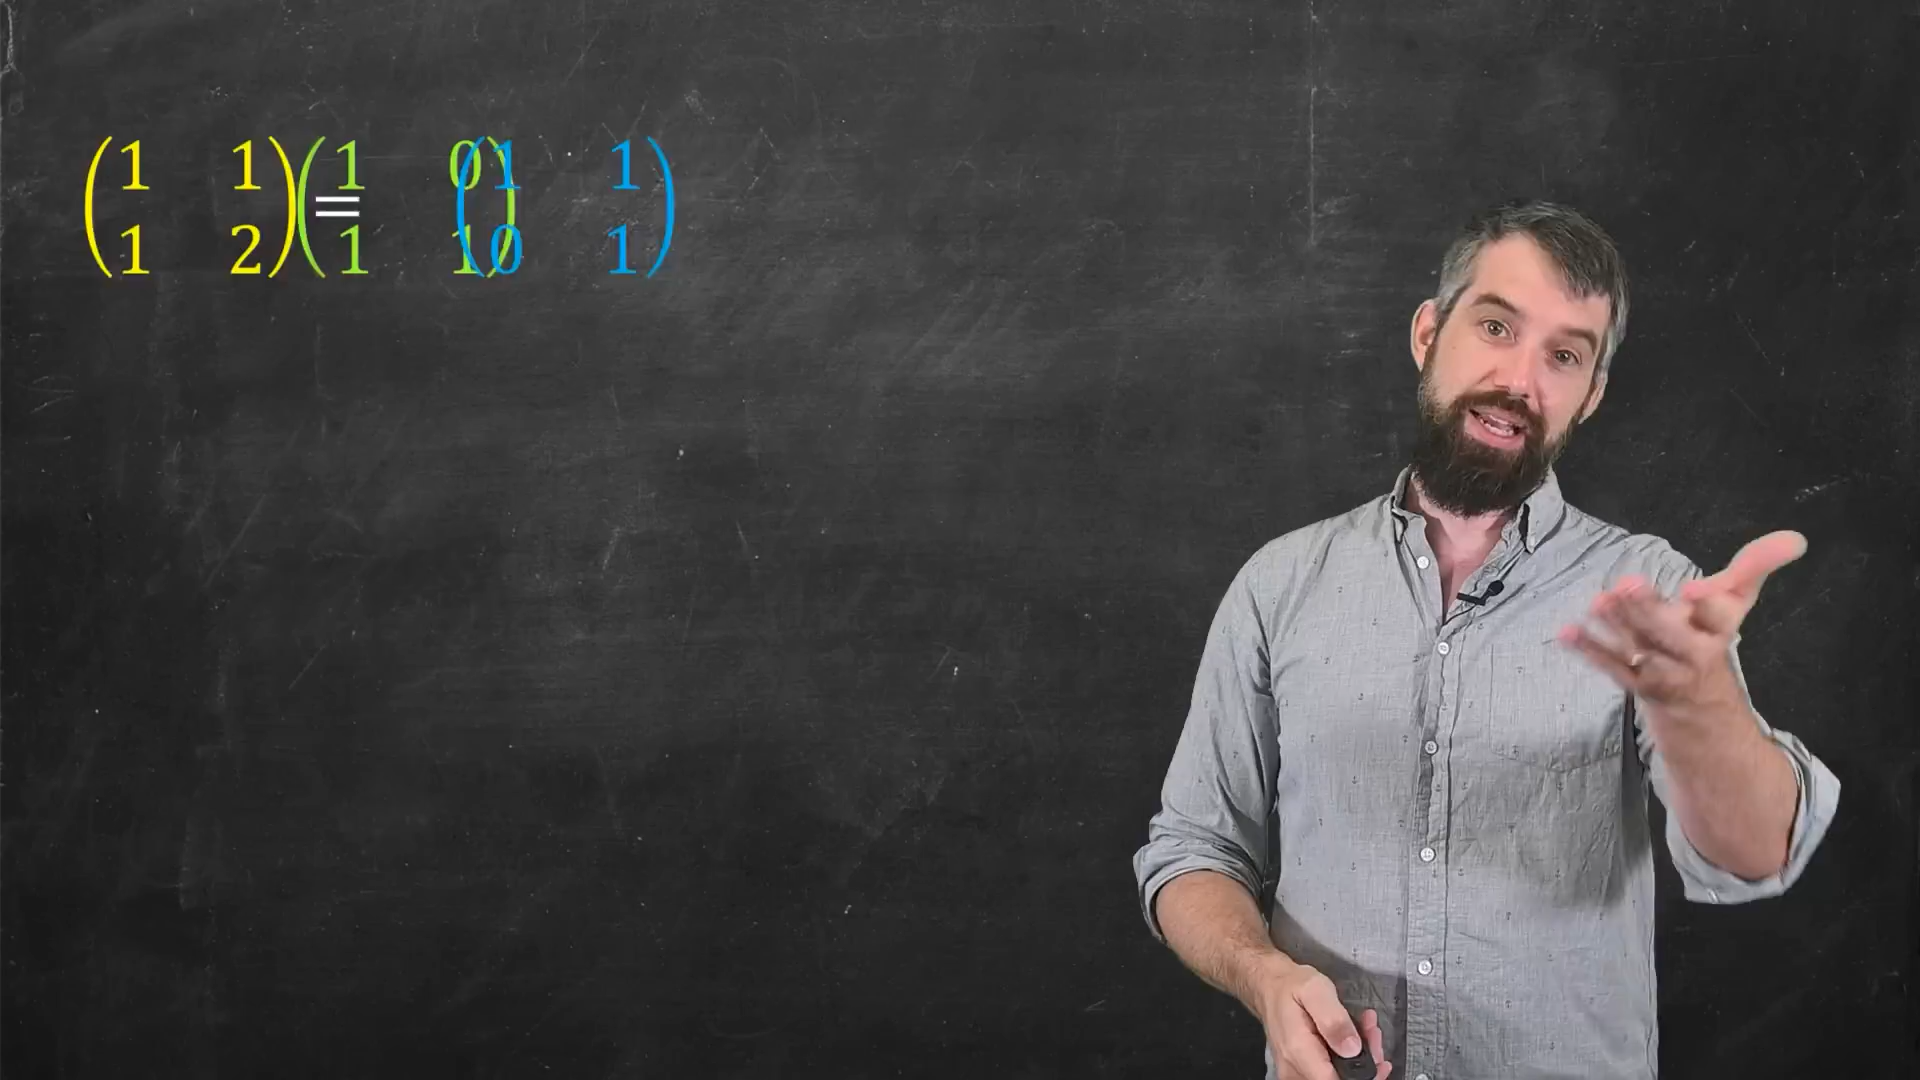 (1 1) = (1 0) (1 1)
(1 2) (1 1) (0 1)